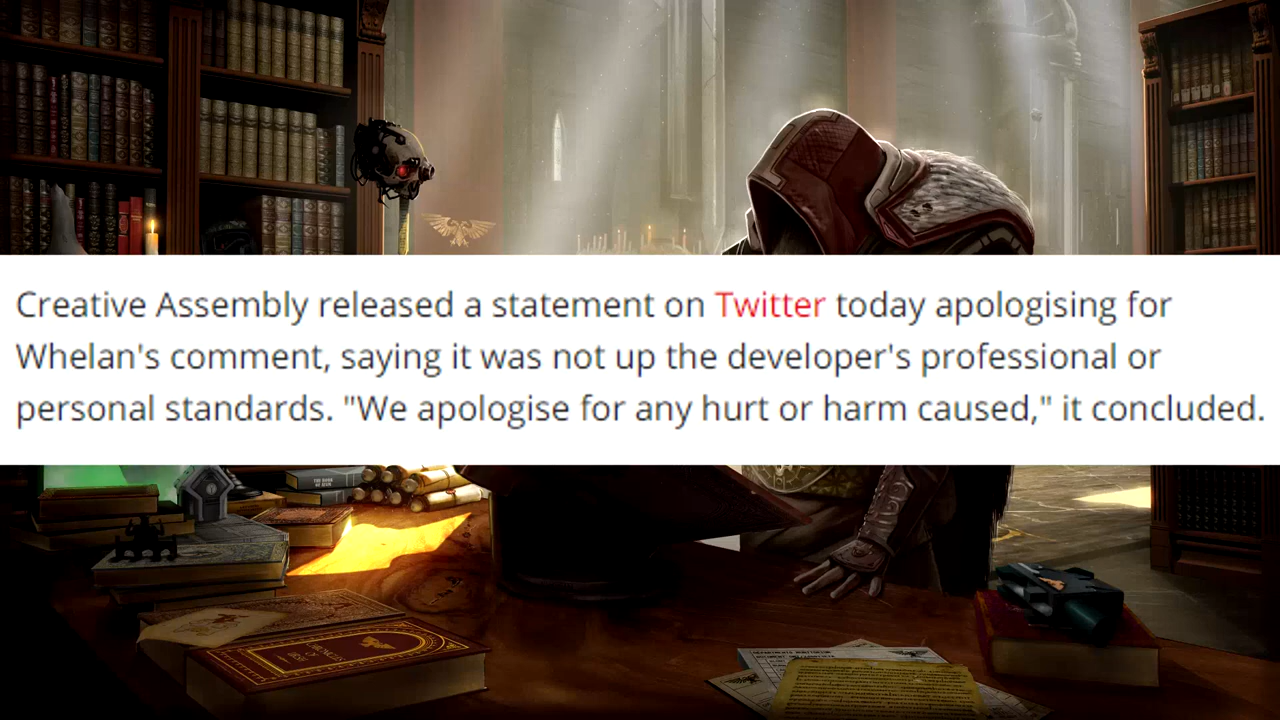 Creative Assembly released a statement on Twitter today apologising for
Whelan's comment, saying it was not up the developer's professional or
personal standards. "We apologise for any hurt or harm caused," it concluded.